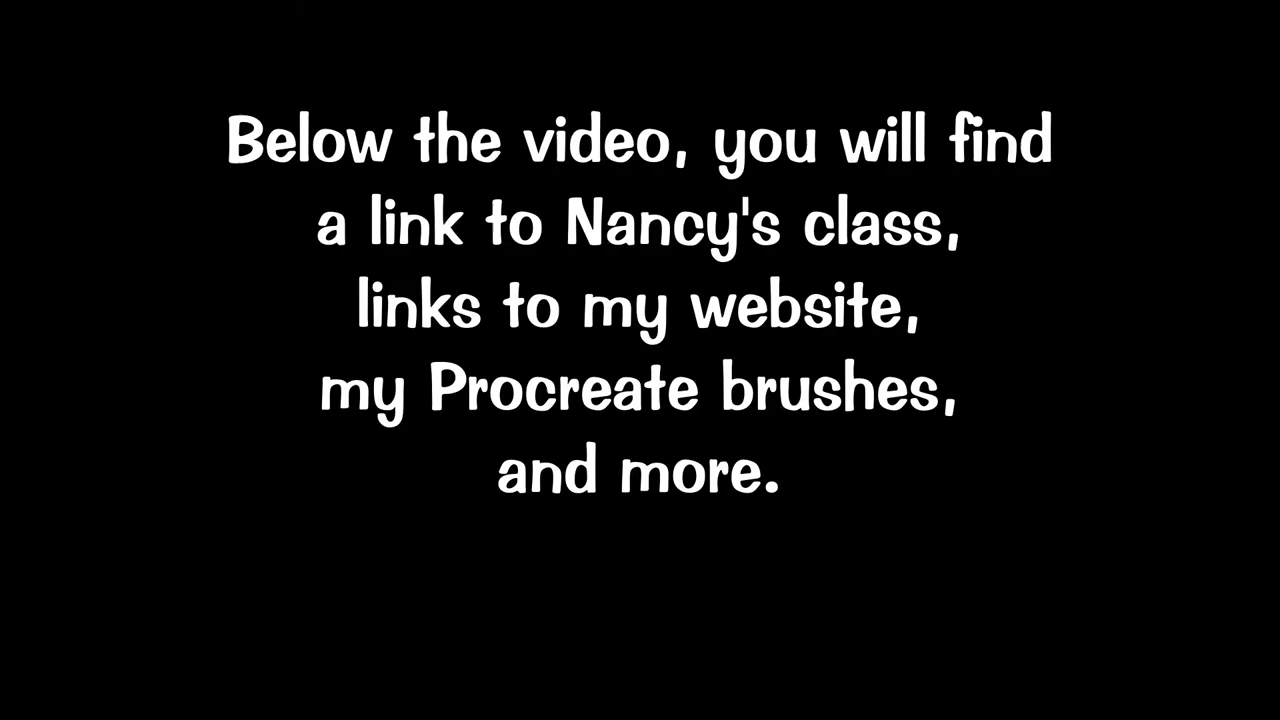 Below the video, you will find
a link to Nancy's class,
links to my website,
my Procreate brushes,
and more.